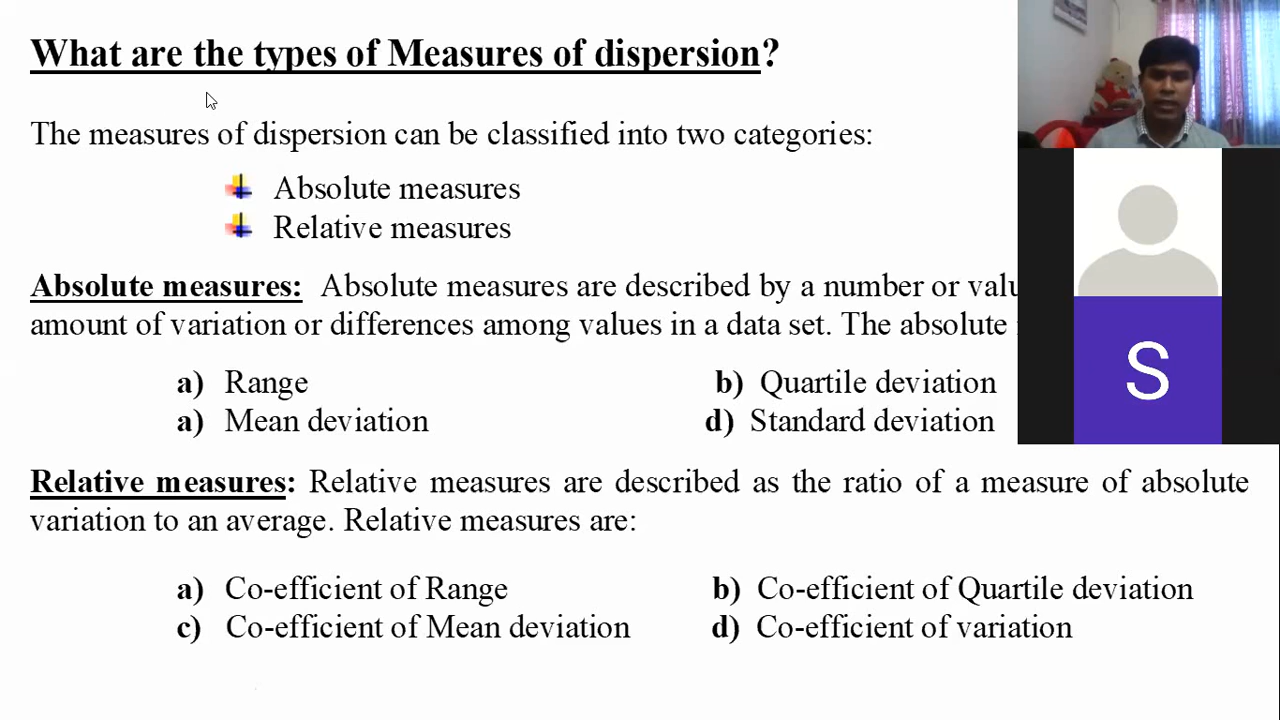 What are the types of Measures of dispersion?
The measures of dispersion can be classified into two categories:
Absolute measures
Relative measures
Absolute measures: Absolute measures are described by a number or
amount of variation or differences among values in a data set. The absolute
a) Range b) Quartile deviation
a) Mean deviation d) Standard deviation
S
Relative measures: Relative measures are described as the ratio of a measure of absolute
variation to an average. Relative measures are:
a) Co-efficient of Range b) Co-efficient of Quartile deviation
c) Co-efficient of Mean deviation d) Co-efficient of variation